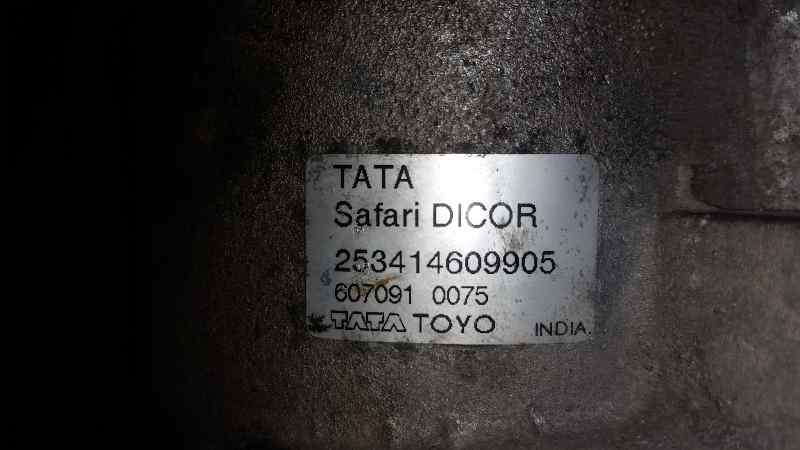 TATA
Safari DICOR
253414609905
607091 0075
TATA TOYO INDIA.